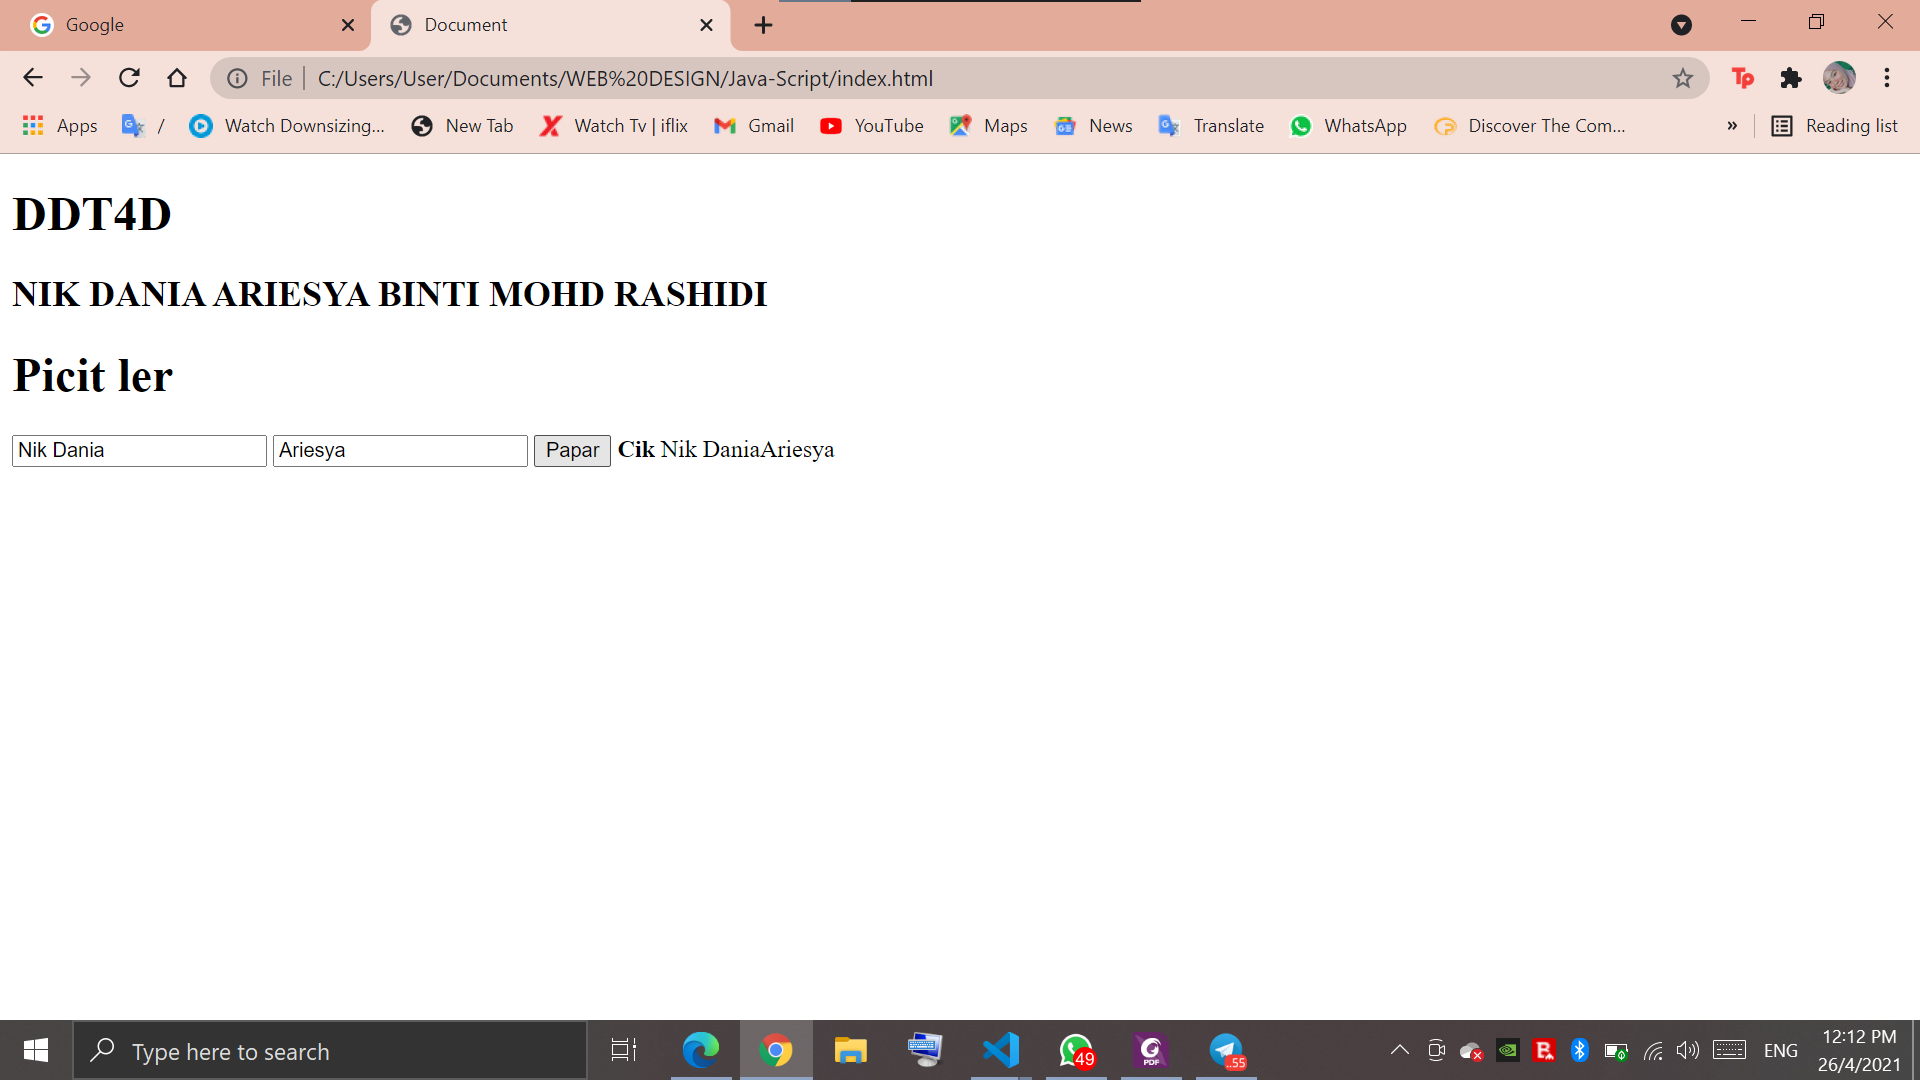 Google
Document
File
C:/Users/User/Documents/WEB%20DESIGN/Java-Script/index.html
Tp
Apps
/
Watch Downsizing...
New Tab
Watch Tv | iflix
Gmail
YouTube
Maps
News
Translate
WhatsApp
Discover The Com...
»
Reading list
DDT4D
NIK DANIA ARIESYA BINTI MOHD RASHIDI
Picit ler
Nik Dania Ariesya Papar Cik Nik DaniaAriesya
Type here to search
49
PDF
..55
ENG
12:12 PM
26/4/2021